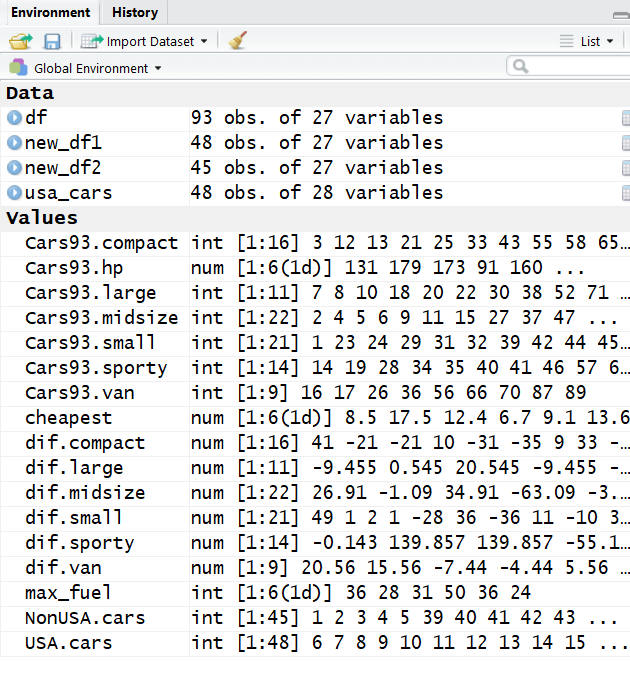 Environment History
Import Dataset List
Global Environment
Data
df 93 obs. of 27 variables
new_df1 48 obs. of 27 variables
new_df2 45 obs. of 27 variables
usa_cars 48 obs. of 28 variables
Values
Cars93.compact int [1:16] 3 12 13 21 25 33 43 55 58 65…
Cars93.hp num [1:6(1d)] 131 179 173 91 160 ...
Cars93.large int [1:11] 7 8 10 18 20 22 30 38 52 71 …
Cars93.midsize int [1:22] 2 4 5 6 9 11 15 27 37 47 ...
Cars93.small int [1:21] 1 23 24 29 31 32 39 42 44 45…
Cars93.sporty int [1:14] 14 19 28 34 35 40 41 46 57 6…
Cars93.van int [1:9] 16 17 26 36 56 66 70 87 89
cheapest num [1:6(1d)] 8.5 17.5 12.4 6.7 9.1 13.6
dif.compact num [1:16] 41 -21 -21 10 -31 -35 9 33 -…
dif.large num [1:11] -9.455 0.545 20.545 -9.455 -…
dif.midsize num [1:22] 26.91 -1.09 34.91 -63.09 -3.…
dif.small num [1:21] 49 1 2 1 -28 36 -36 11 -10 3…
dif.sporty num [1:14] -0.143 139.857 139.857 -55.1…
dif.van num [1:9] 20.56 15.56 -7.44 -4.44 5.56 …
max_fuel int [1:6(1d)] 36 28 31 50 36 24
NonUSA.cars int [1:45] 1 2 3 4 5 39 40 41 42 43 ...
USA.cars int [1:48] 6 7 8 9 10 11 12 13 14 15 ...